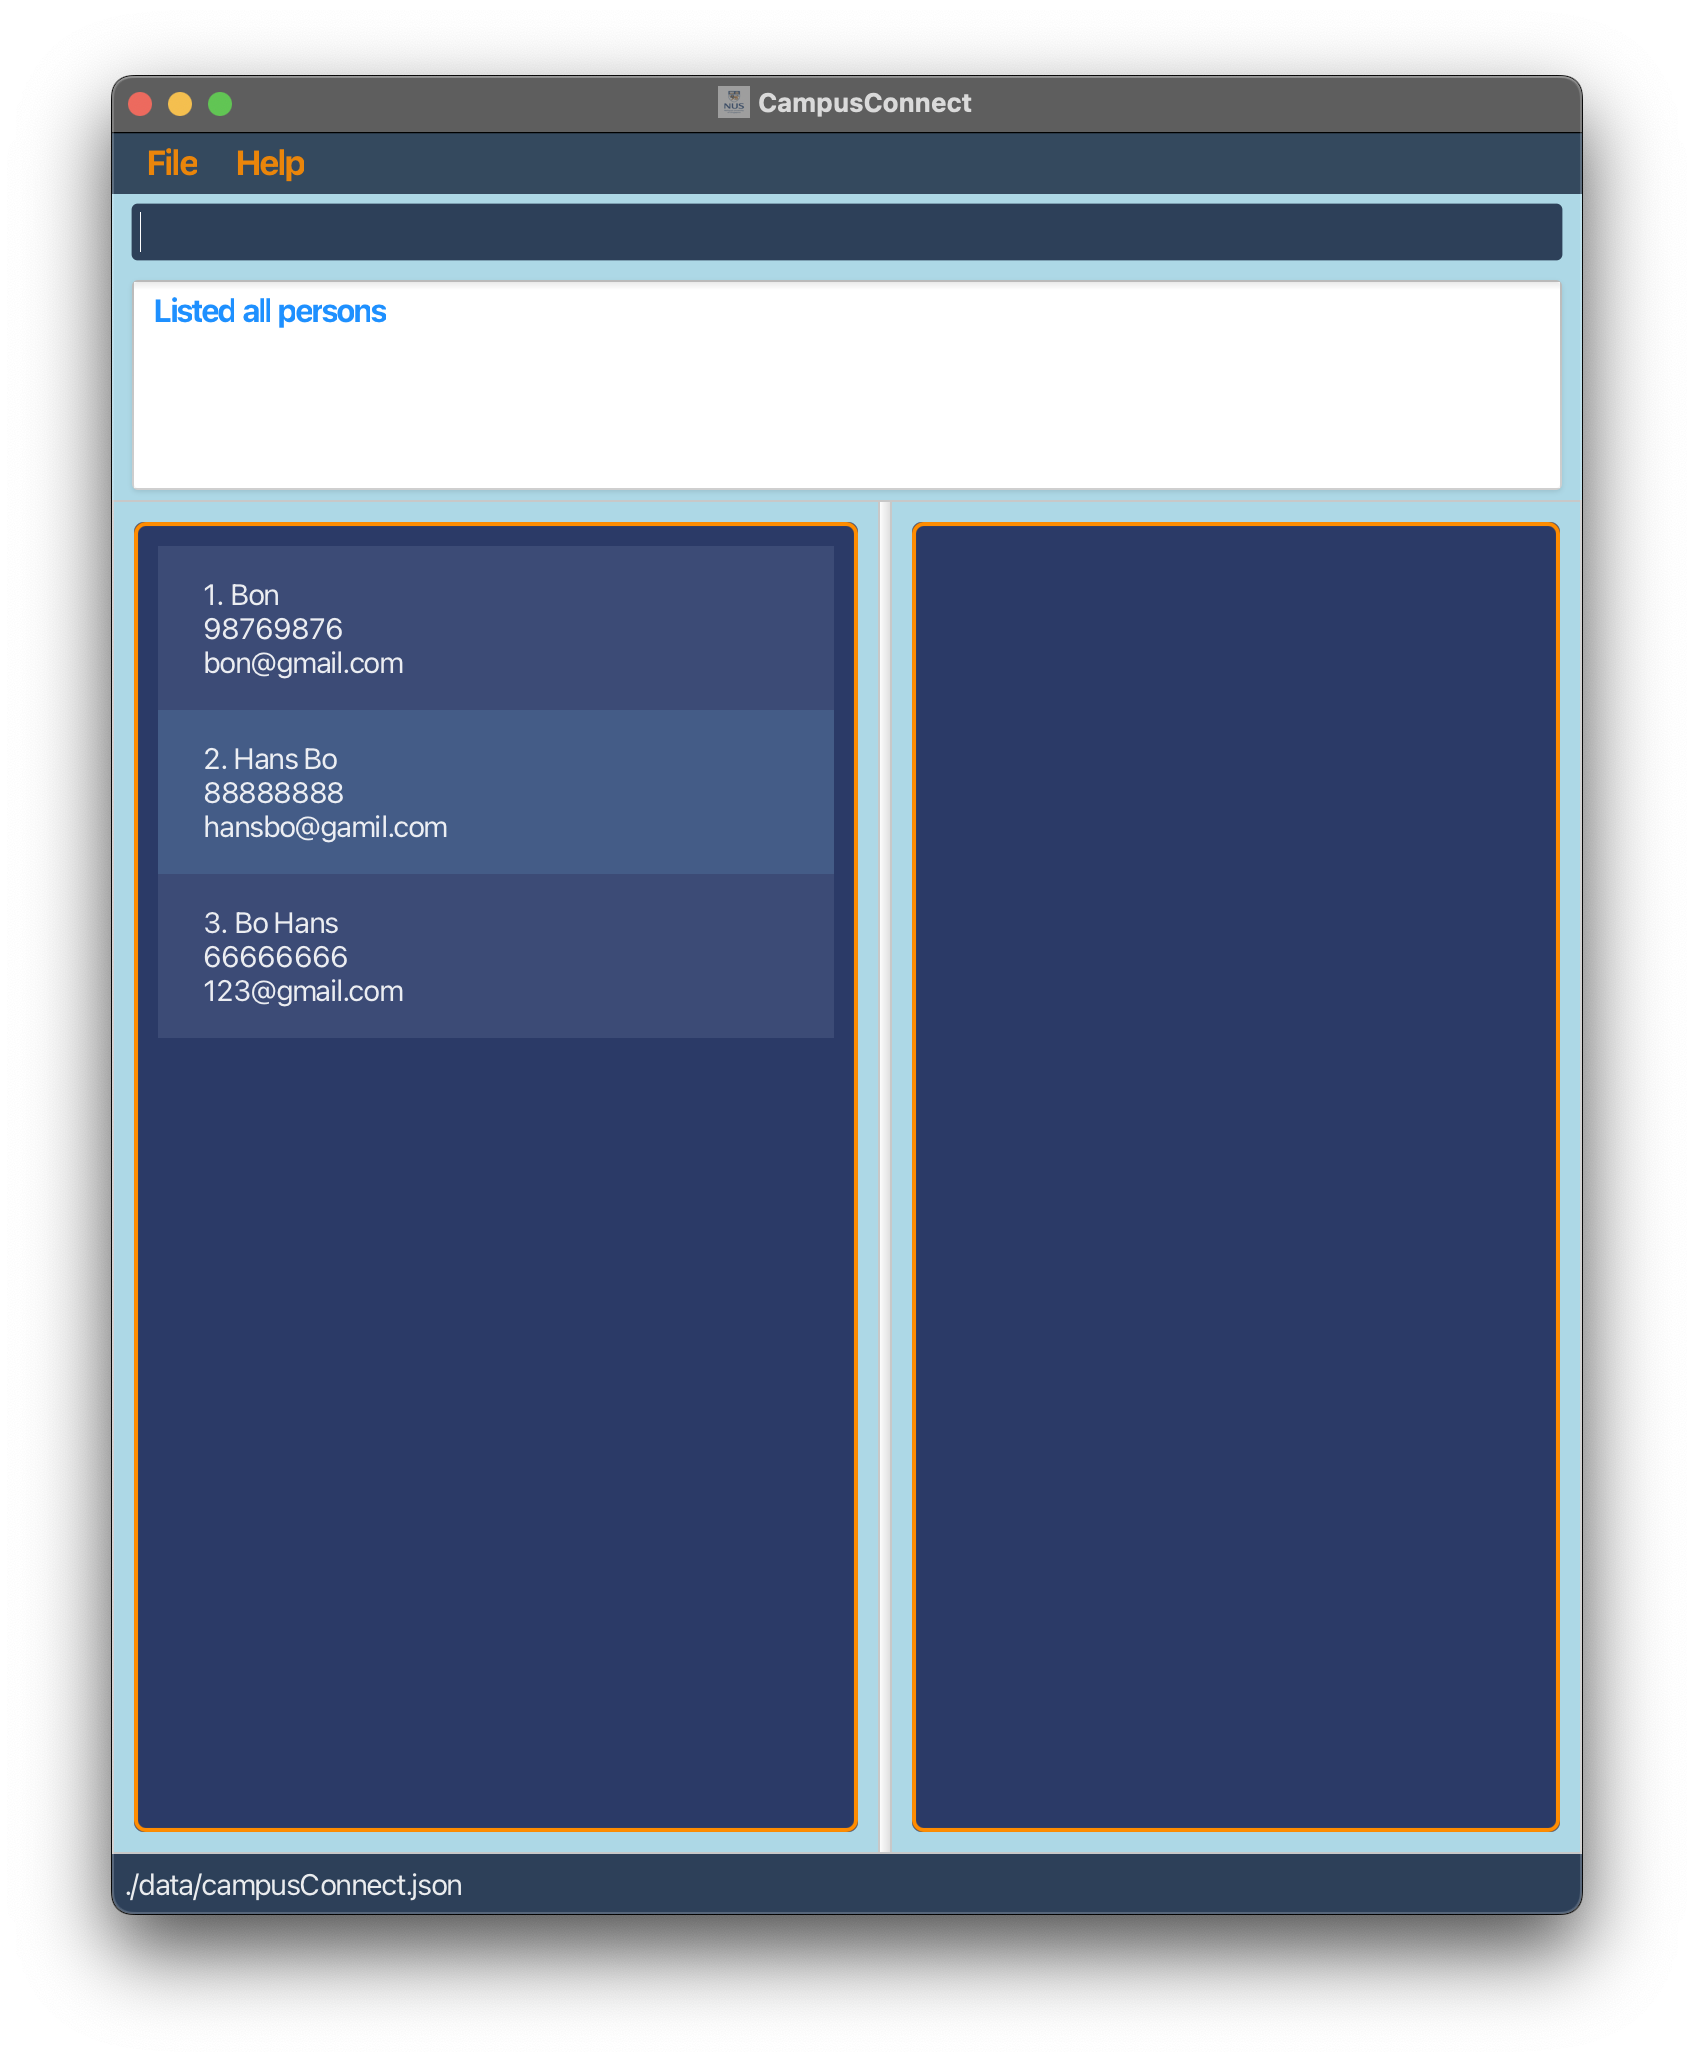 NUS
CampusConnect
File Help
Listed all persons
1. Bon
98769876
bon@gmail.com
2. Hans Bo
88888888
hansbo@gamil.com
3. Bo Hans
66666666
123@gmail.com
./data/campusConnect.json